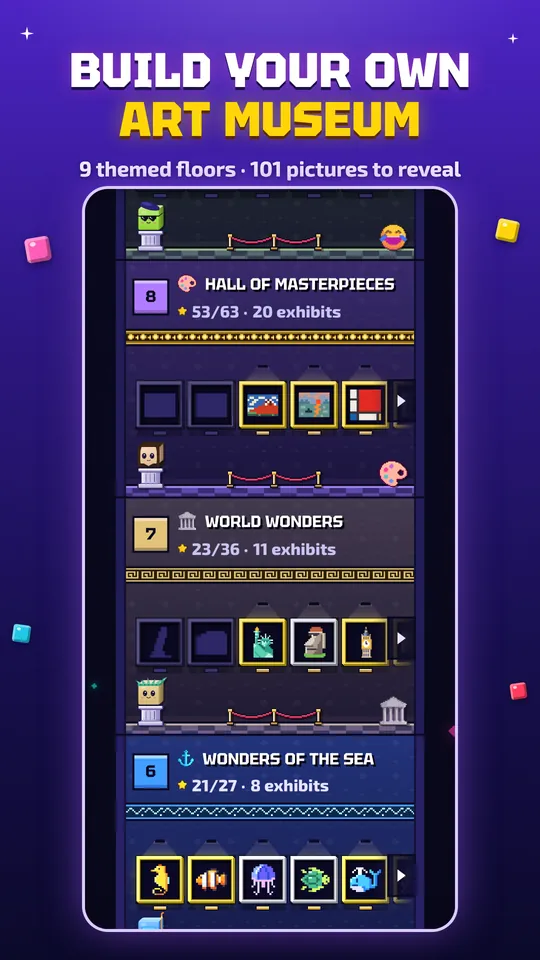 BUILD YOUR OWN
ART MUSEUM
9 themed floors · 101 pictures to reveal
8
HALL OF MASTERPIECES
53/63 · 20 exhibits
7
WORLD WONDERS
23/36 · 11 exhibits
6
WONDERS OF THE SEA
21/27 · 8 exhibits